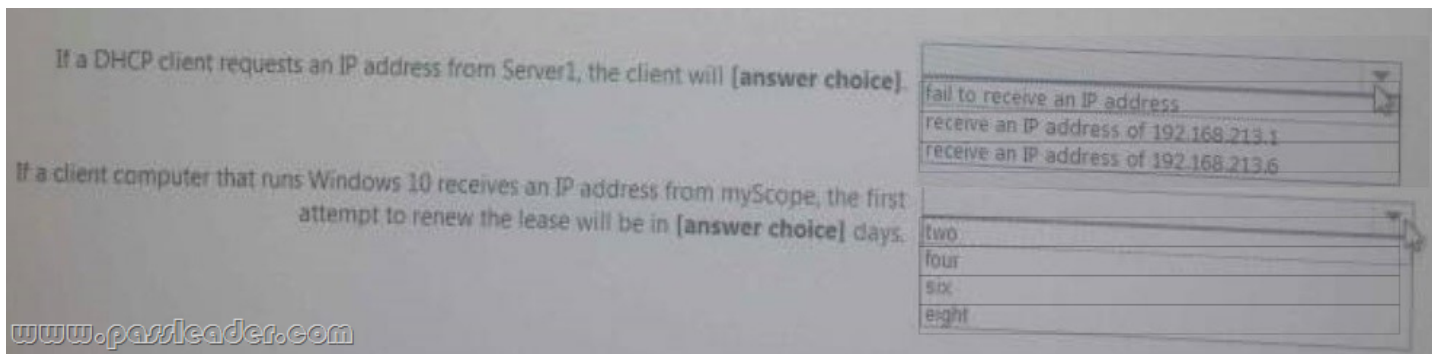 If a DHCP client requests an IP address from Server1, the client will [answer choice].
fail to receive an IP address
receive an IP address of 192.168.213.1
receive an IP address of 192.168.213.6
If a client computer that runs Windows 10 receives an IP address from myScope, the first
attempt to renew the lease will be in [answer choice] days.
two
four
six
eight
www.passleader.com